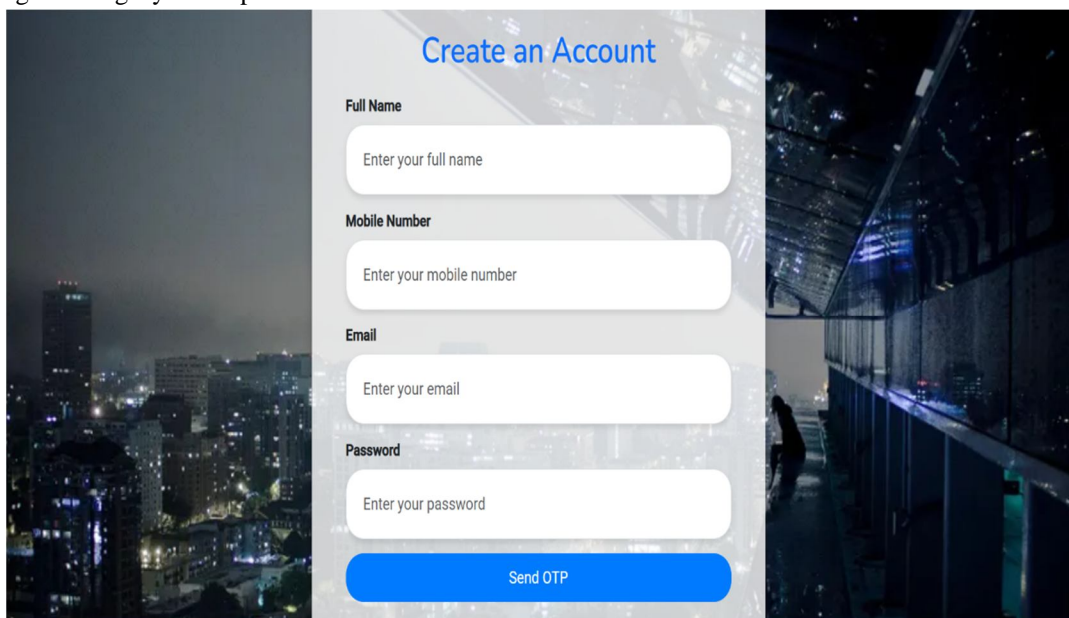 Create an Account
Full Name
Enter your full name
Mobile Number
Enter your mobile number
Email
Enter your email
Password
Enter your password
Send OTP